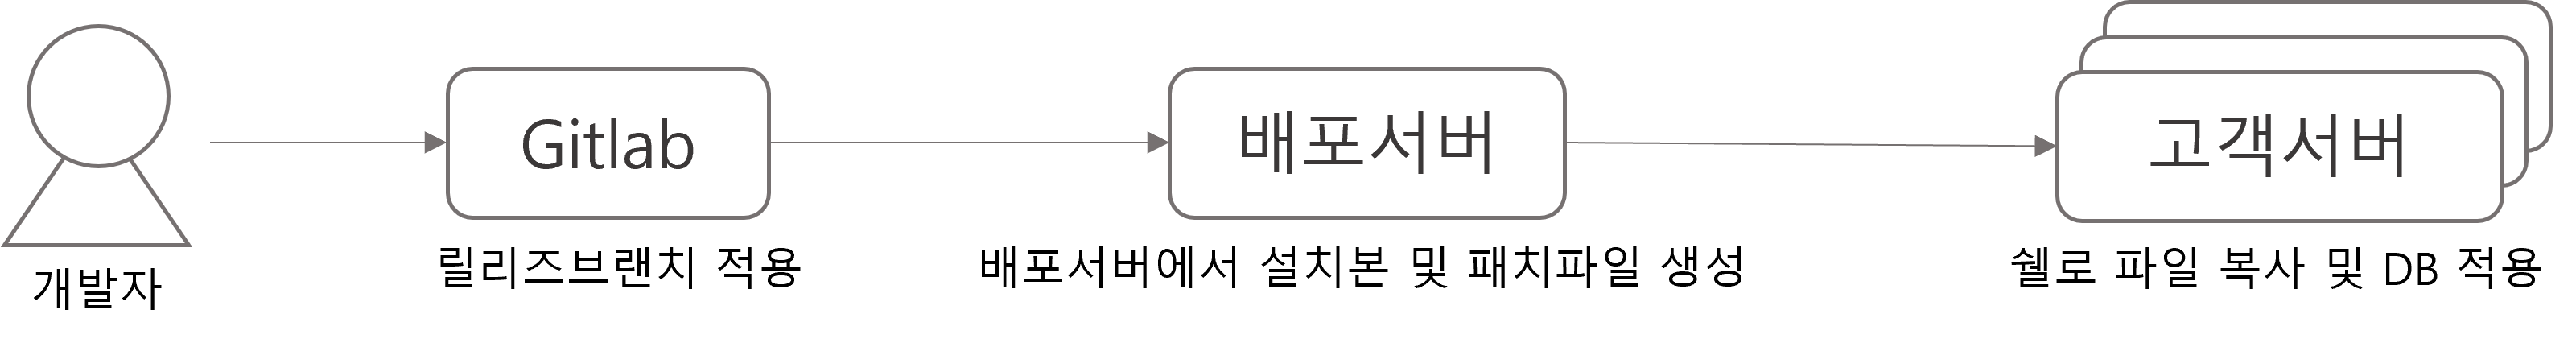 Gitlab
배포서버
고객서버
개발자
릴리즈브랜치 적용
배포서버에서 설치본 및 패치파일 생성
쉘로 파일 복사 및 DB 적용